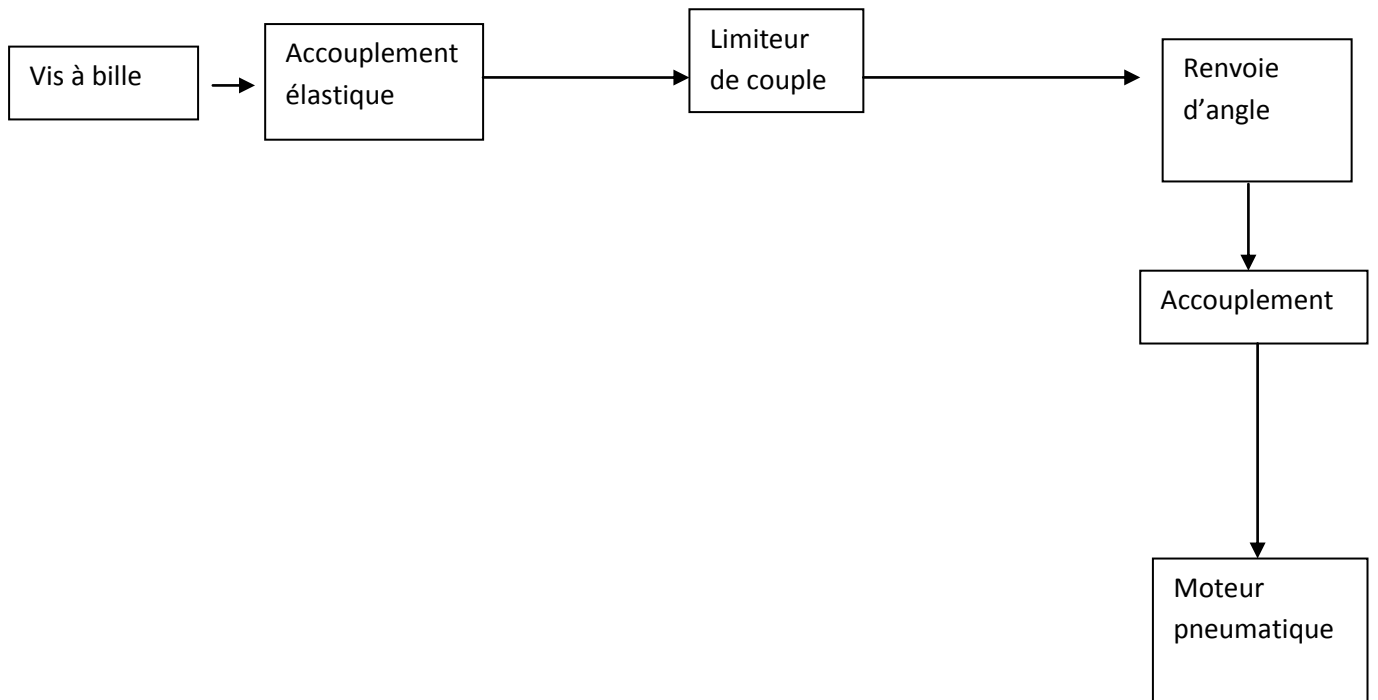 Vis à bille
Accouplement
élastique
Limiteur
de couple
Renvoie
d’angle
Accouplement
Moteur
pneumatique